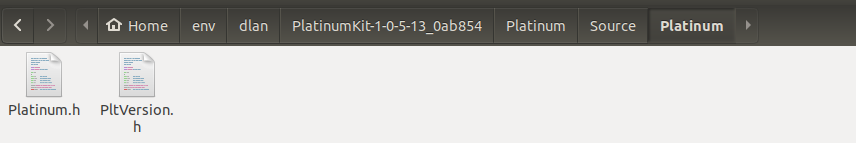 Home env dlan PlatinumKit-1-0-5-13_0ab854 Platinum Source Platinum
Platinum.h PltVersion.
h